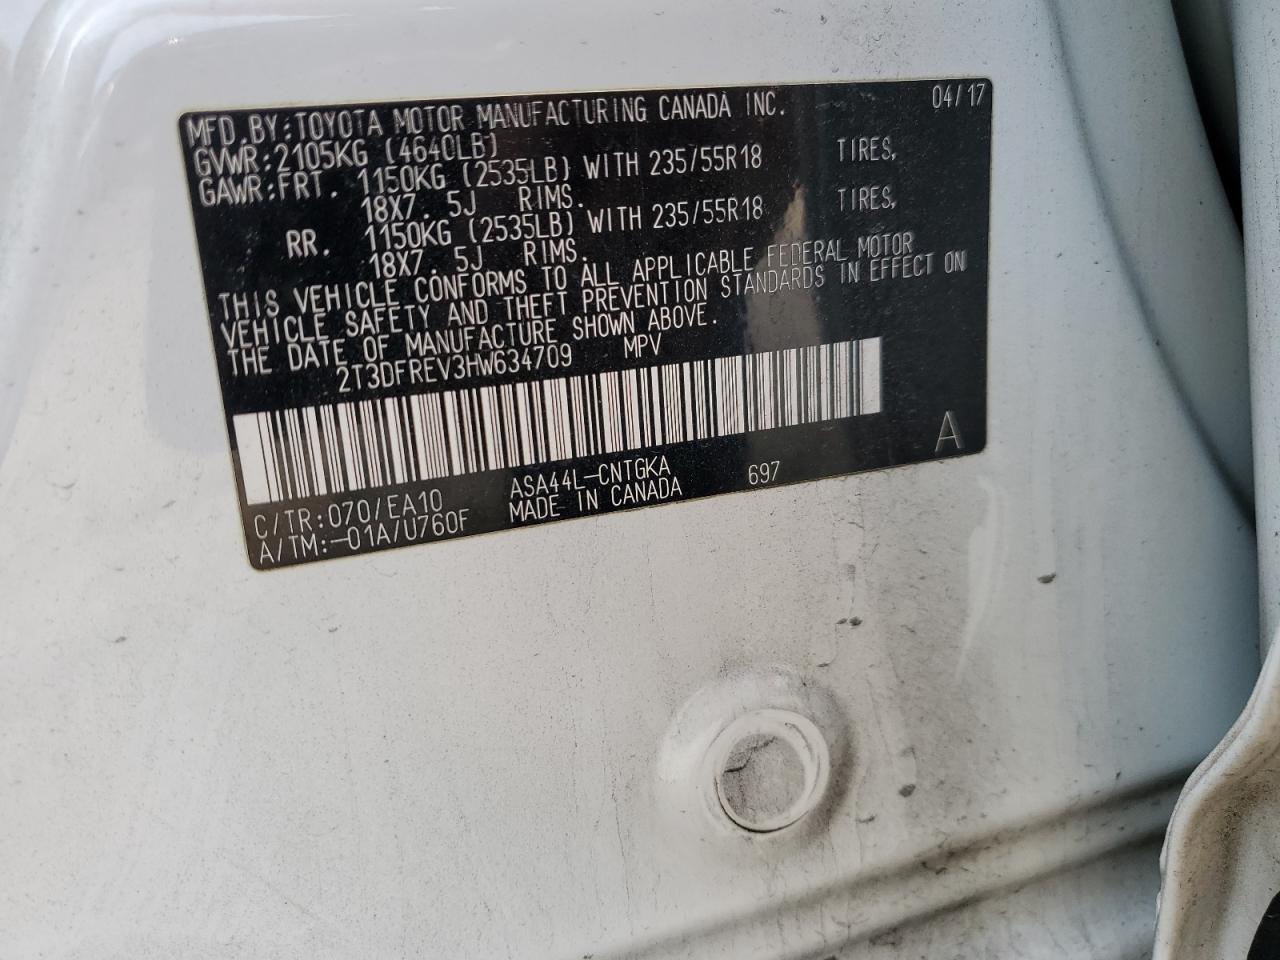 MFD.BY:TOYOTA MOTOR MANUFACTURING CANADA INC. 04/17
GVWR:2105KG (4640LB)
GAWR:FRT. 1150KG (2535LB) WITH 235/55R18 TIRES,
18X7.5J RIMS.
RR. 1150KG (2535LB) WITH 235/55R18 TIRES,
18X7.5J RIMS.
THIS VEHICLE CONFORMS TO ALL APPLICABLE FEDERAL MOTOR
VEHICLE SAFETY AND THEFT PREVENTION STANDARDS IN EFFECT ON
THE DATE OF MANUFACTURE SHOWN ABOVE.
2T3DFREV3HW634709 MPV
A
C/TR:070/EA10 ASA44L-CNTGKA 697
A/TM:-01A/U760F MADE IN CANADA